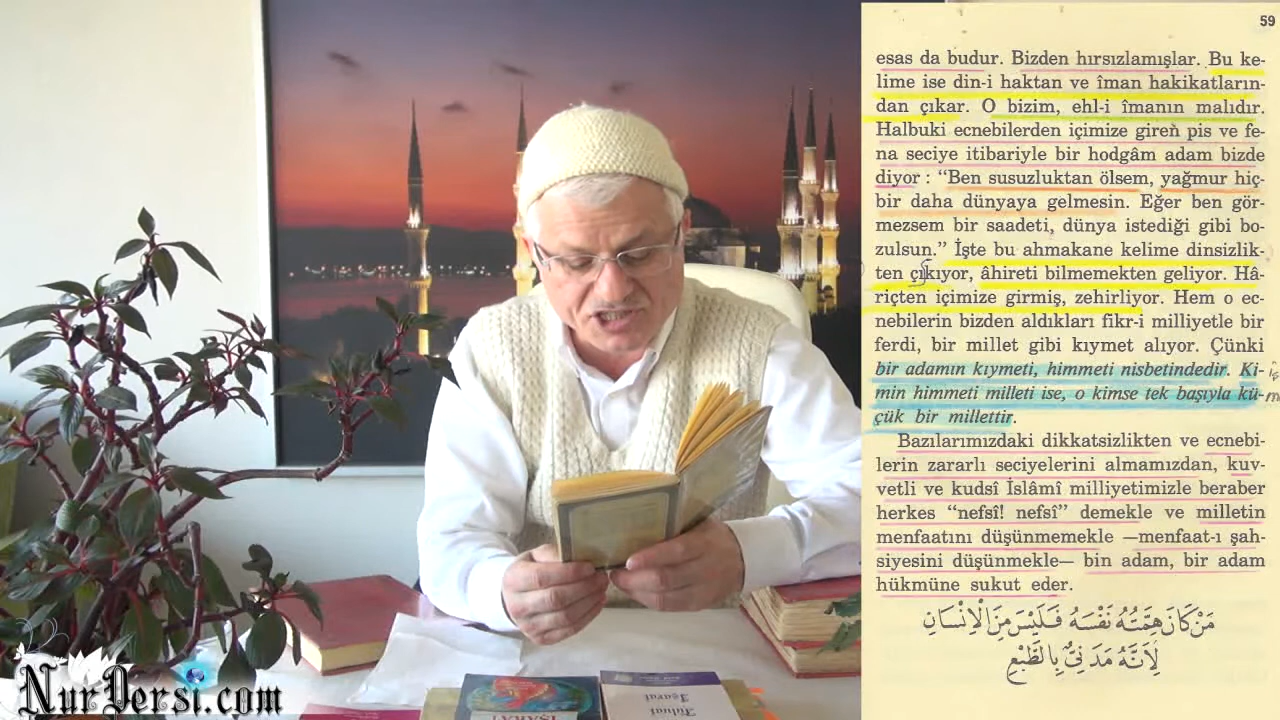 59
esas da budur. Bizden hırsızlamışlar. Bu ke-
lime ise din-i haktan ve îman hakikatların-
dan çıkar. O bizim, ehl-i îmanın malıdır.
Halbuki ecnebilerden içimize giren pis ve fe-
na seciye itibariyle bir hodgâm adam bizde
diyor : “Ben susuzluktan ölsem, yağmur hiç-
bir daha dünyaya gelmesin. Eğer ben gör-
mezsem bir saadeti, dünya istediği gibi bo-
zulsun.” İşte bu ahmakane kelime dinsizlik-
ten çıkıyor, âhireti bilmemekten geliyor. Hâ-
riçten içimize girmiş, zehirliyor. Hem o ec-
nebilerin bizden aldıkları fikr-i milliyetle bir
ferdi, bir millet gibi kıymet alıyor. Çünki
bir adamın kıymeti, himmeti nisbetindedir. Ki-
min himmeti milleti ise, o kimse tek başıyla kü-
çük bir millettir.
Bazılarımızdaki dikkatsizlikten ve ecnebi-
lerin zararlı seciyelerini almamızdan, kuv-
vetli ve kudsî İslâmî milliyetimizle beraber
herkes “nefsî! nefsî” demekle ve milletin
menfaatını düşünmemekle —menfaat-ı şah-
siyesini düşünmekle— bin adam, bir adam
hükmüne sukut eder.
مَنْ كَانَ هِمَّتُهُ نَفْسَهُ فَلَيْسَ مِنَ الْاِنْسَانِ
لِاَنَّهُ مَدَنِىٌّ بِالطَّبْعِ
NurDersi.com
İŞARAT
İşarat